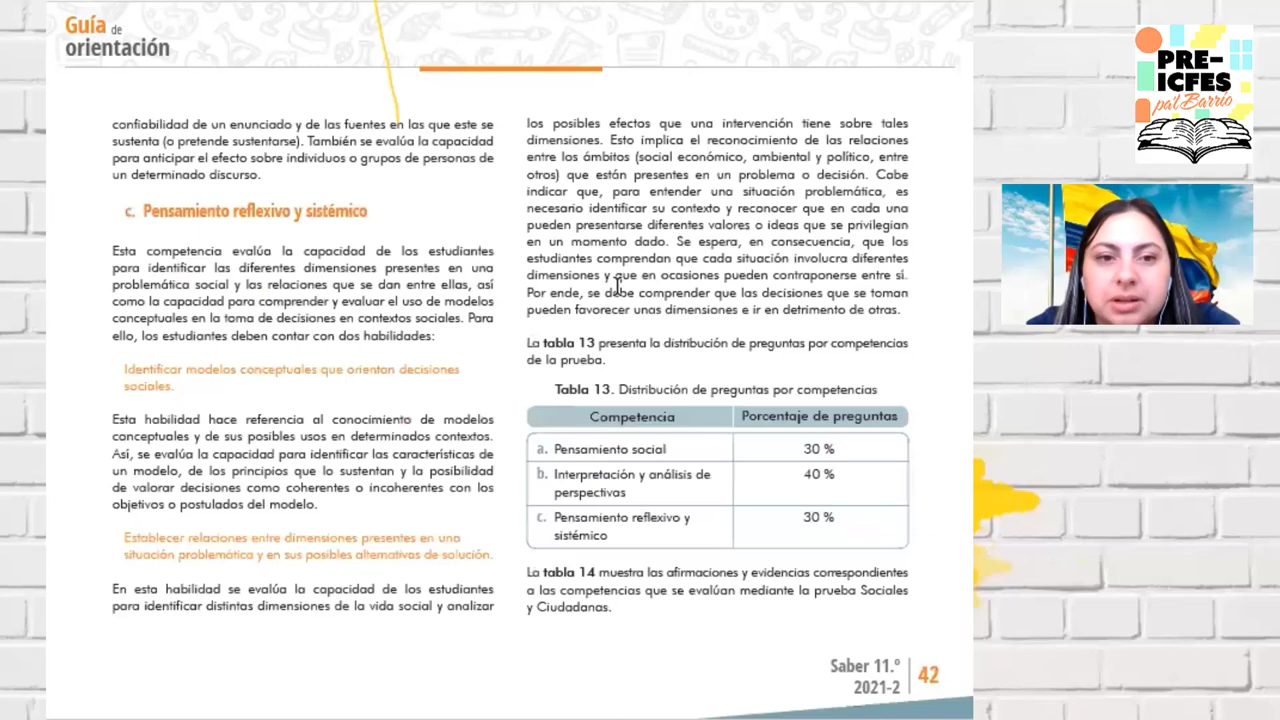 Guía de
orientación
confiabilidad de un enunciado y de las fuentes en las que este se
sustenta (o pretende sustentarse). También se evalúa la capacidad
para anticipar el efecto sobre individuos o grupos de personas de
un determinado discurso.
c. Pensamiento reflexivo y sistémico
Esta competencia evalúa la capacidad de los estudiantes
para identificar las diferentes dimensiones presentes en una
problemática social y las relaciones que se dan entre ellas, así
como la capacidad para comprender y evaluar el uso de modelos
conceptuales en la toma de decisiones en contextos sociales. Para
ello, los estudiantes deben contar con dos habilidades:
Identificar modelos conceptuales que orientan decisiones
sociales.
Esta habilidad hace referencia al conocimiento de modelos
conceptuales y de sus posibles usos en determinados contextos.
Así, se evalúa la capacidad para identificar las características de
un modelo, de los principios que lo sustentan y la posibilidad
de valorar decisiones como coherentes o incoherentes con los
objetivos o postulados del modelo.
Establecer relaciones entre dimensiones presentes en una
situación problemática y en sus posibles alternativas de solución.
En esta habilidad se evalúa la capacidad de los estudiantes
para identificar distintas dimensiones de la vida social y analizar
los posibles efectos que una intervención tiene sobre tales
dimensiones. Esto implica el reconocimiento de las relaciones
entre los ámbitos (social económico, ambiental y político, entre
otros) que están presentes en un problema o decisión. Cabe
indicar que, para entender una situación problemática, es
necesario identificar su contexto y reconocer que en cada una
pueden presentarse diferentes valores o ideas que se privilegian
en un momento dado. Se espera, en consecuencia, que los
estudiantes comprendan que cada situación involucra diferentes
dimensiones y que en ocasiones pueden contraponerse entre sí.
Por ende, se debe comprender que las decisiones que se toman
pueden favorecer unas dimensiones e ir en detrimento de otras.
La tabla 13 presenta la distribución de preguntas por competencias
de la prueba.
Tabla 13. Distribución de preguntas por competencias
Competencia Porcentaje de preguntas
a. Pensamiento social 30 %
b. Interpretación y análisis de 40 %
perspectivas
c. Pensamiento reflexivo y 30 %
sistémico
La tabla 14 muestra las afirmaciones y evidencias correspondientes
a las competencias que se evalúan mediante la prueba Sociales
y Ciudadanas.
Saber 11.º
2021-2 42
PRE-
ICFES
pa'l Barrio